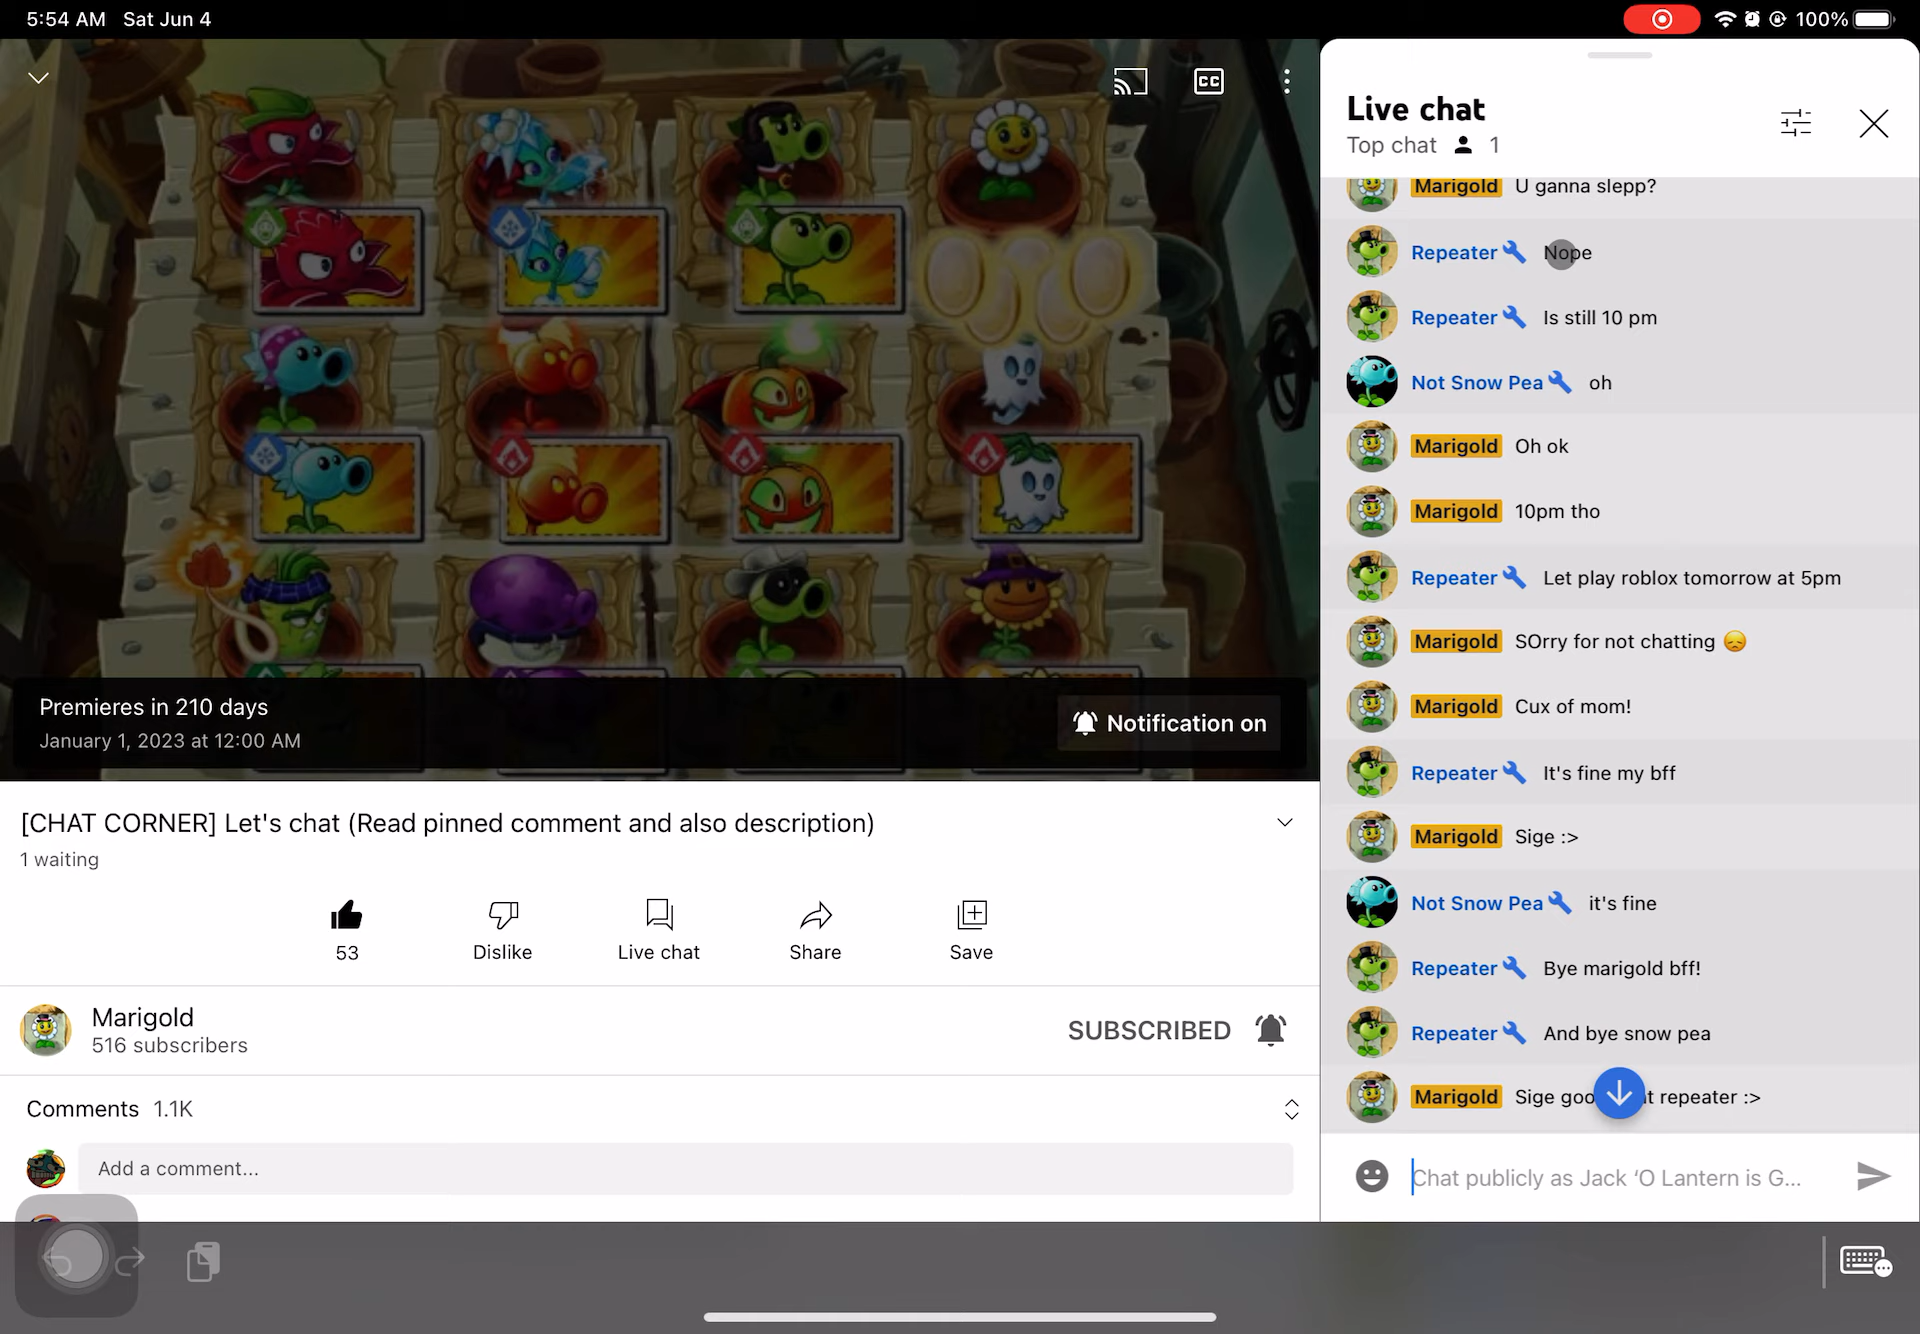 5:54 AM Sat Jun 4
100%
CC
Premieres in 210 days
January 1, 2023 at 12:00 AM
Notification on
[CHAT CORNER] Let's chat (Read pinned comment and also description)
1 waiting
53
Dislike
Live chat
Share
Save
Marigold
516 subscribers
SUBSCRIBED
Comments 1.1K
Add a comment...
Live chat
Top chat 1
Marigold U ganna slepp?
Repeater Nope
Repeater Is still 10 pm
Not Snow Pea oh
Marigold Oh ok
Marigold 10pm tho
Repeater Let play roblox tomorrow at 5pm
Marigold SOrry for not chatting 😞
Marigold Cux of mom!
Repeater It's fine my bff
Marigold Sige :>
Not Snow Pea it's fine
Repeater Bye marigold bff!
Repeater And bye snow pea
Marigold Sige repeater :>
Chat publicly as Jack ‘O Lantern is G...